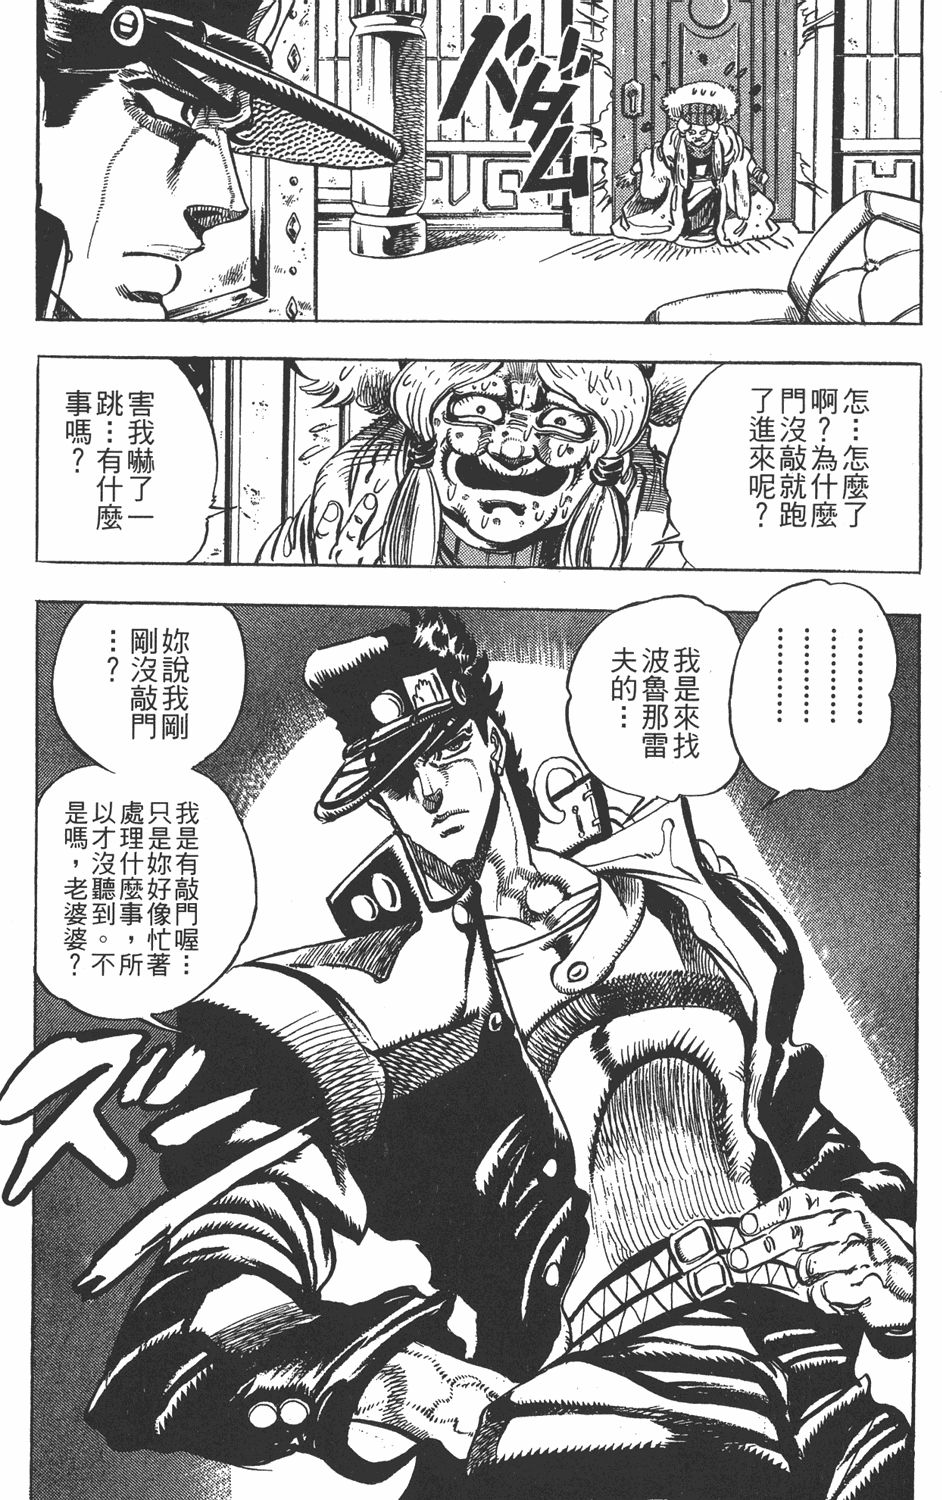 バダム
怎…怎麼了
啊？為什麼
門沒敲就跑
了進來呢？
害我嚇了一
跳…有什麼
事嗎？
………………
我是來找
波魯那雷
夫的…
妳說我剛
剛沒敲門
…？
我是有敲門喔…
只是妳好像忙著
處理什麼事，所
以才沒聽到。不
是嗎，老婆婆？
ズン